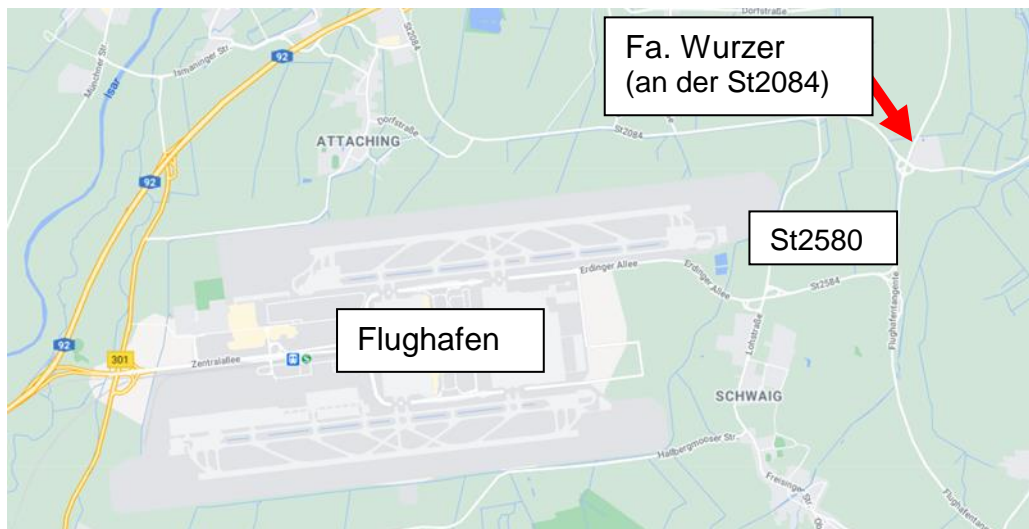 Dorfstraße
St2084
92
Ismaninger Str.
Münchner Str.
Isar
Fa. Wurzer
(an der St2084)
Dorfstraße
St2084
ATTACHING
92
St2580
Erdinger Allee
Erdinger Allee
St2584
Flughafentangente
Flughafen
Lohstraße
92
301
Zentralallee
SCHWAIG
Hallbergmooser Str.
Freisinger Str.